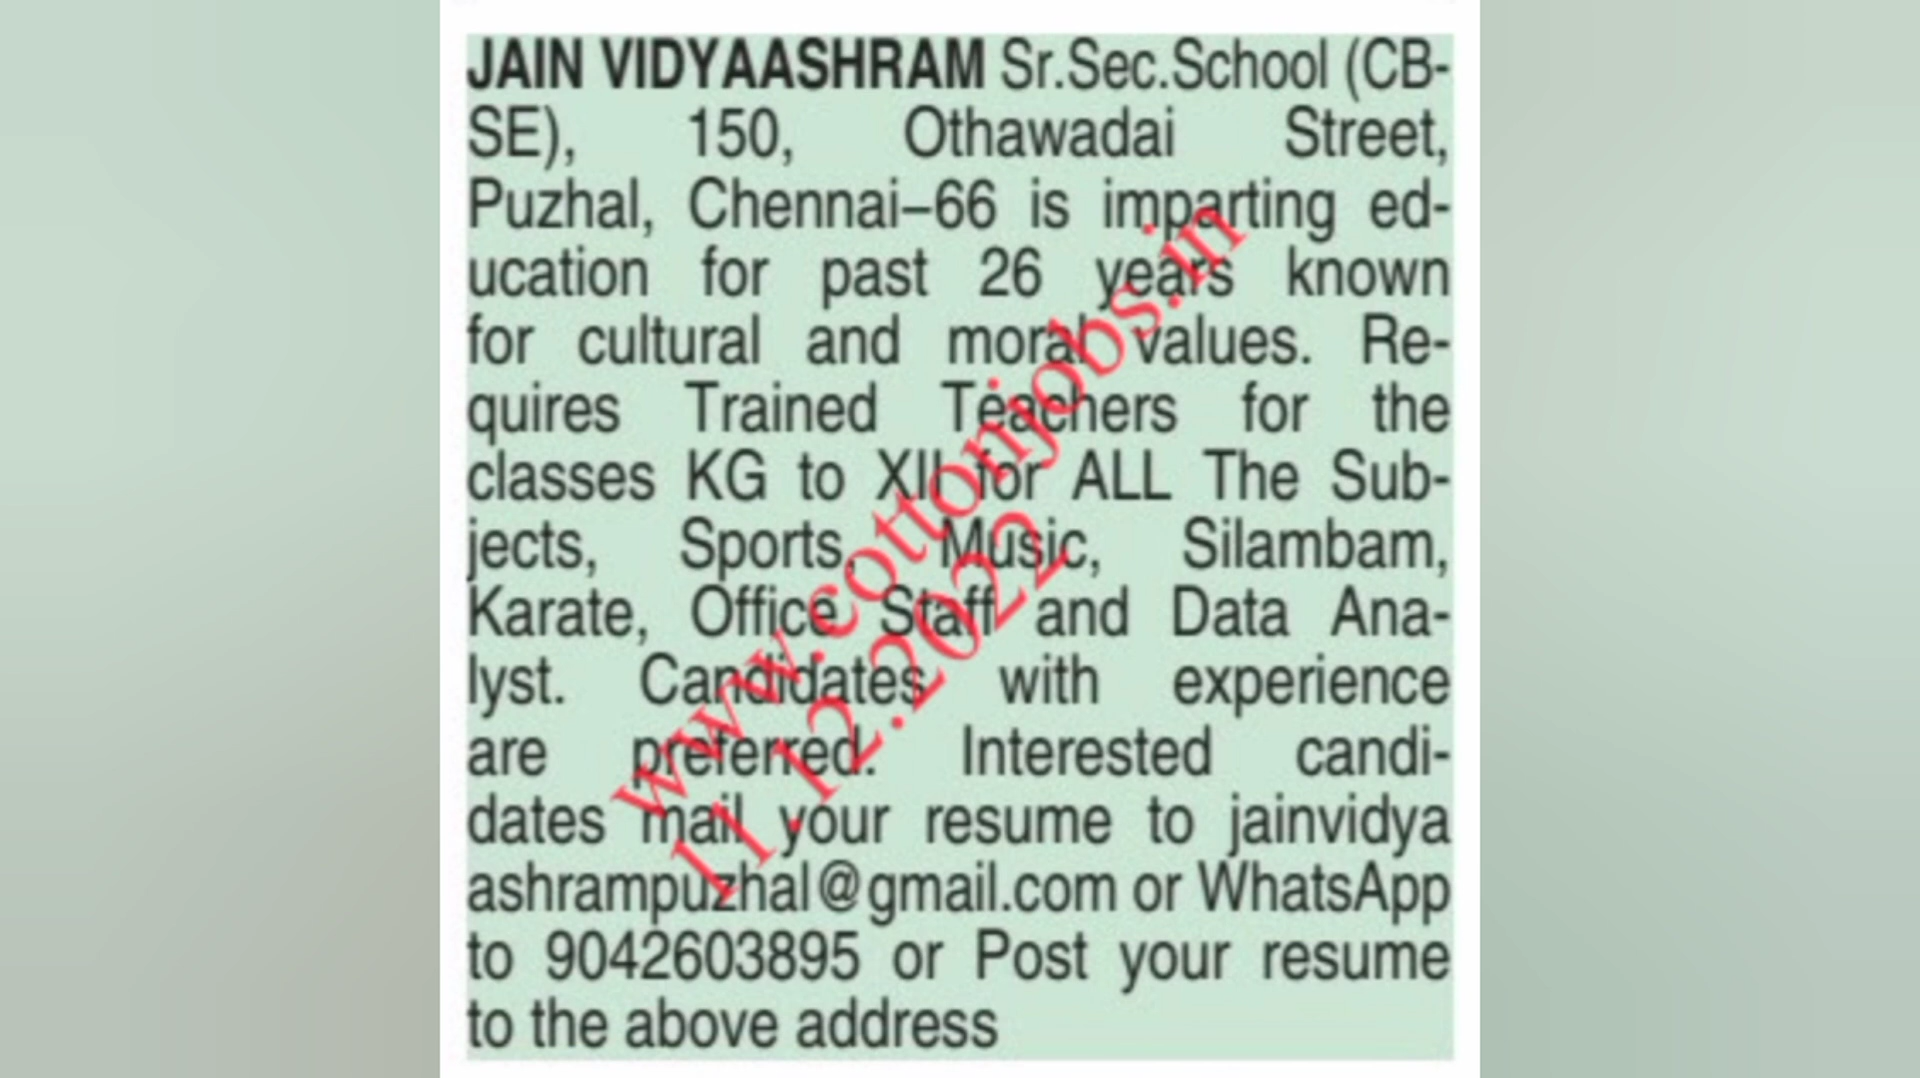 JAIN VIDYAASHRAM Sr.Sec.School (CB-
SE), 150, Othawadai Street,
Puzhal, Chennai–66 is imparting ed-
ucation for past 26 years known
for cultural and moral values. Re-
quires Trained Teachers for the
classes KG to XII for ALL The Sub-
jects, Sports, Music, Silambam,
Karate, Office Staff and Data Ana-
lyst. Candidates with experience
are preferred. Interested candi-
dates mail your resume to jainvidya
ashrampuzhal@gmail.com or WhatsApp
to 9042603895 or Post your resume
to the above address
www.cottonjobs.in
11.12.2022